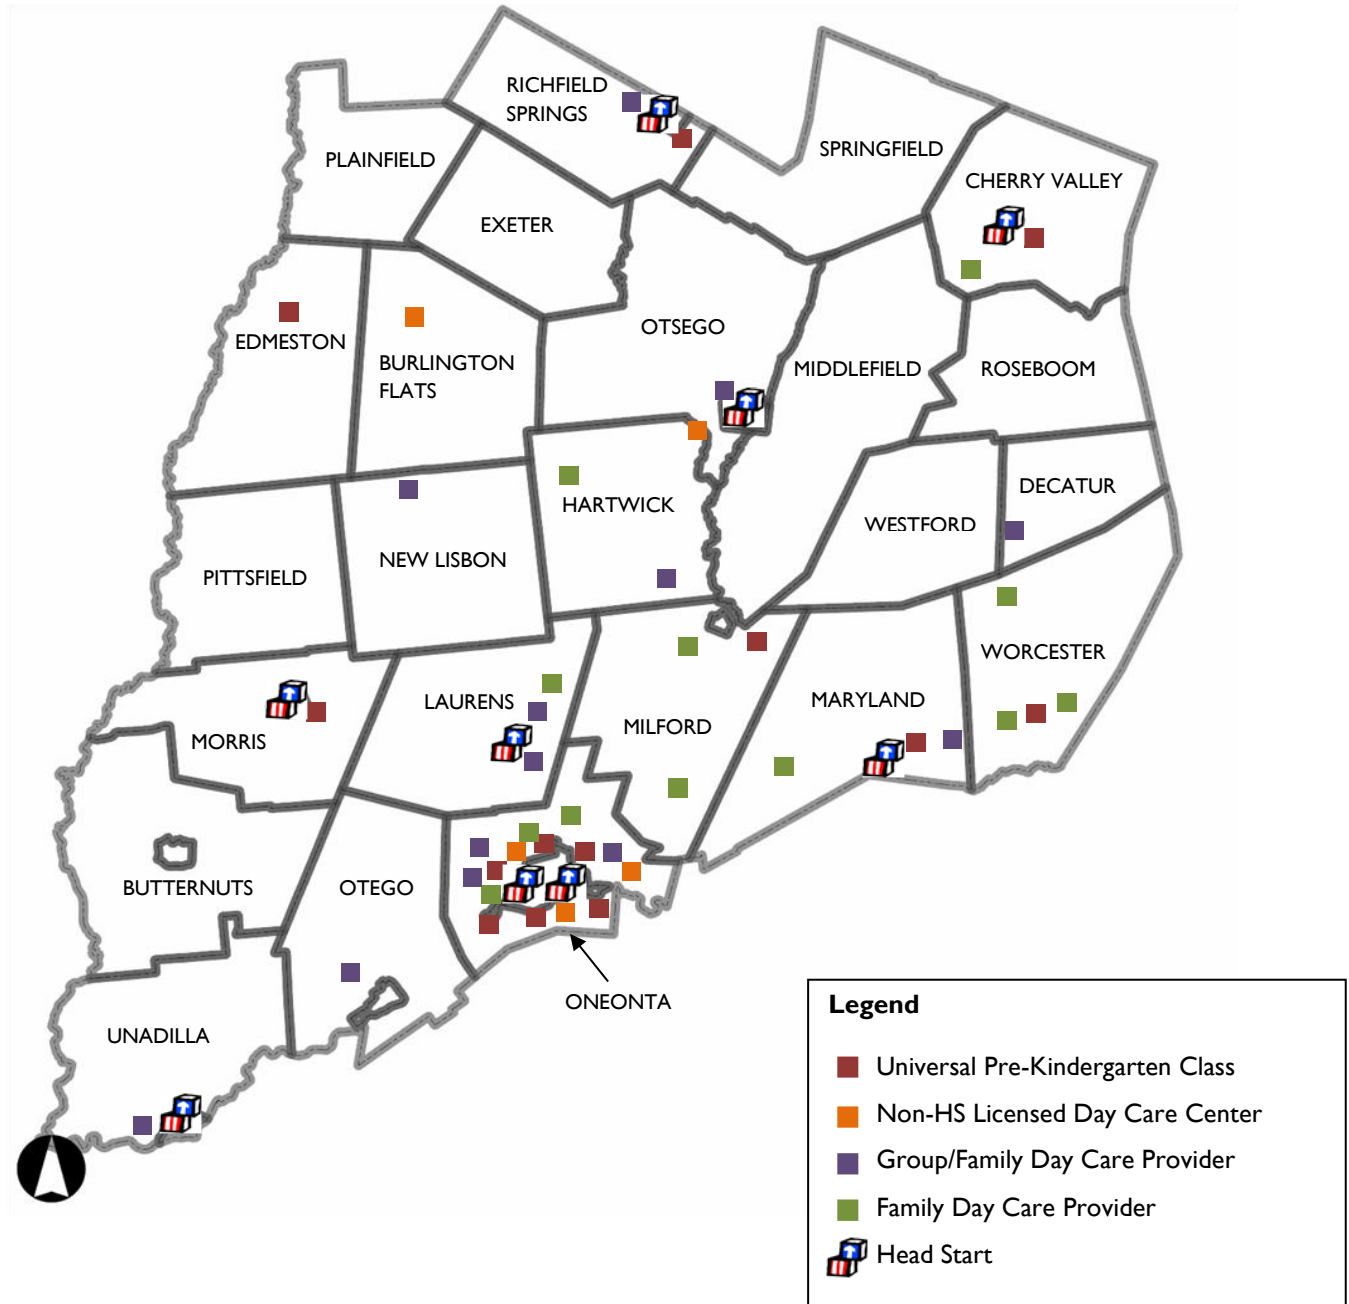 RICHFIELD
SPRINGS
PLAINFIELD
SPRINGFIELD
CHERRY VALLEY
EXETER
OTSEGO
EDMESTON
BURLINGTON
FLATS
MIDDLEFIELD
ROSEBOOM
DECATUR
HARTWICK
WESTFORD
NEW LISBON
PITTSFIELD
WORCESTER
LAURENS
MARYLAND
MILFORD
MORRIS
BUTTERNUTS
OTEGO
ONEONTA
UNADILLA
Legend
Universal Pre-Kindergarten Class
Non-HS Licensed Day Care Center
Group/Family Day Care Provider
Family Day Care Provider
Head Start